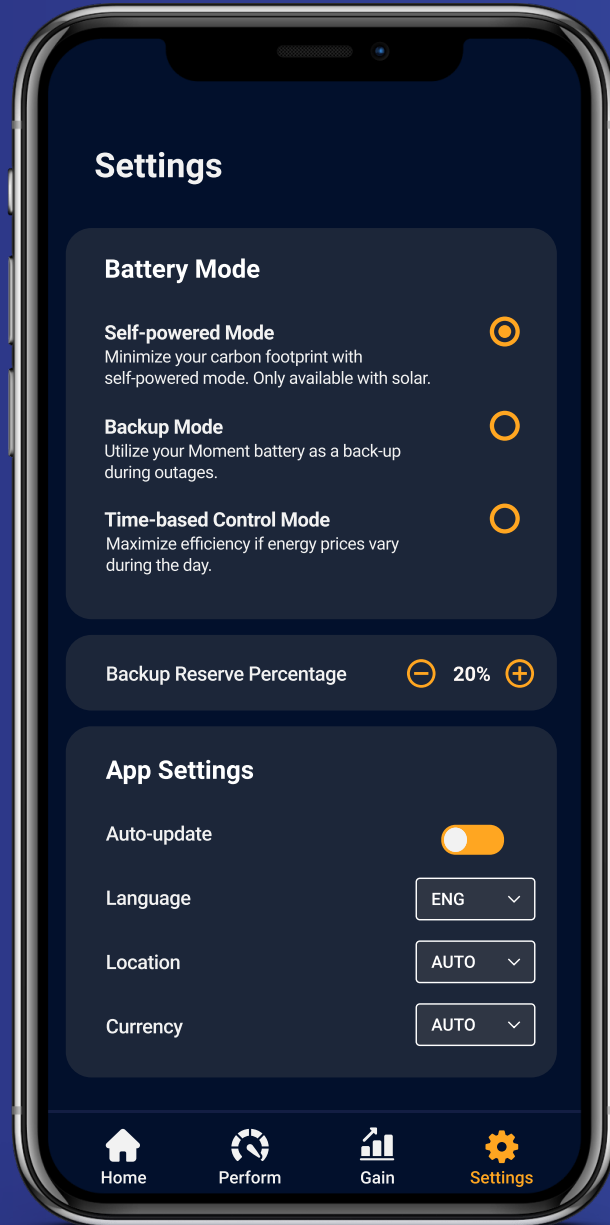 Settings
Battery Mode
Self-powered Mode
Minimize your carbon footprint with
self-powered mode. Only available with solar.
Backup Mode
Utilize your Moment battery as a back-up
during outages.
Time-based Control Mode
Maximize efficiency if energy prices vary
during the day.
Backup Reserve Percentage 20%
App Settings
Auto-update
Language ENG
Location AUTO
Currency AUTO
Home Perform Gain Settings